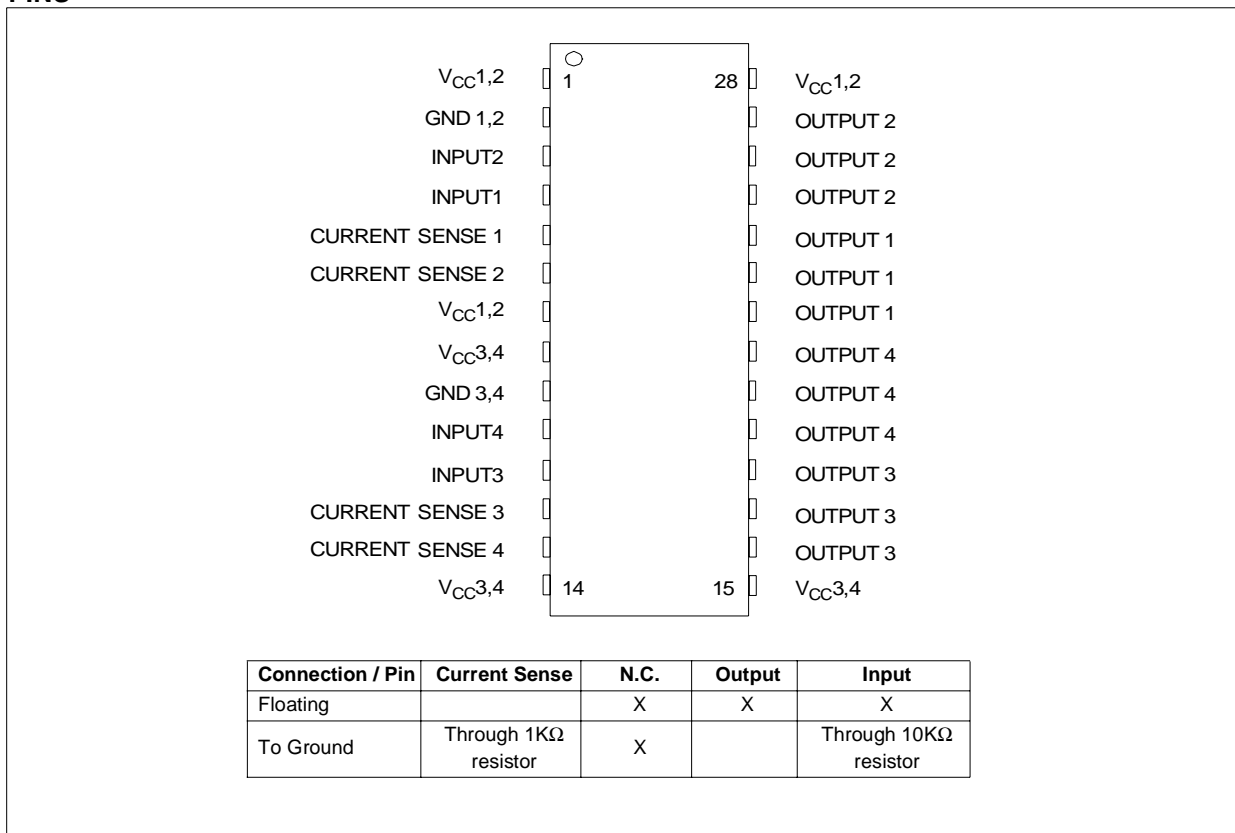 V_CC1,2 1 28 V_CC1,2
GND 1,2 OUTPUT 2
INPUT2 OUTPUT 2
INPUT1 OUTPUT 2
CURRENT SENSE 1 OUTPUT 1
CURRENT SENSE 2 OUTPUT 1
V_CC1,2 OUTPUT 1
V_CC3,4 OUTPUT 4
GND 3,4 OUTPUT 4
INPUT4 OUTPUT 4
INPUT3 OUTPUT 3
CURRENT SENSE 3 OUTPUT 3
CURRENT SENSE 4 OUTPUT 3
V_CC3,4 14 15 V_CC3,4
Connection / Pin Current Sense N.C. Output Input
Floating X X X
To Ground Through 1KΩ resistor X Through 10KΩ resistor